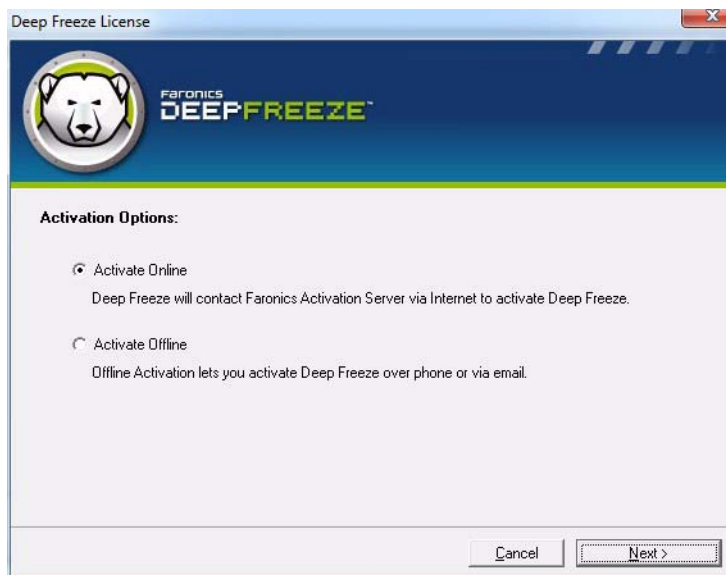 Deep Freeze License
Faronics
DEEPFREEZE™
Activation Options:
Activate Online
Deep Freeze will contact Faronics Activation Server via Internet to activate Deep Freeze.
Activate Offline
Offline Activation lets you activate Deep Freeze over phone or via email.
Cancel
Next >